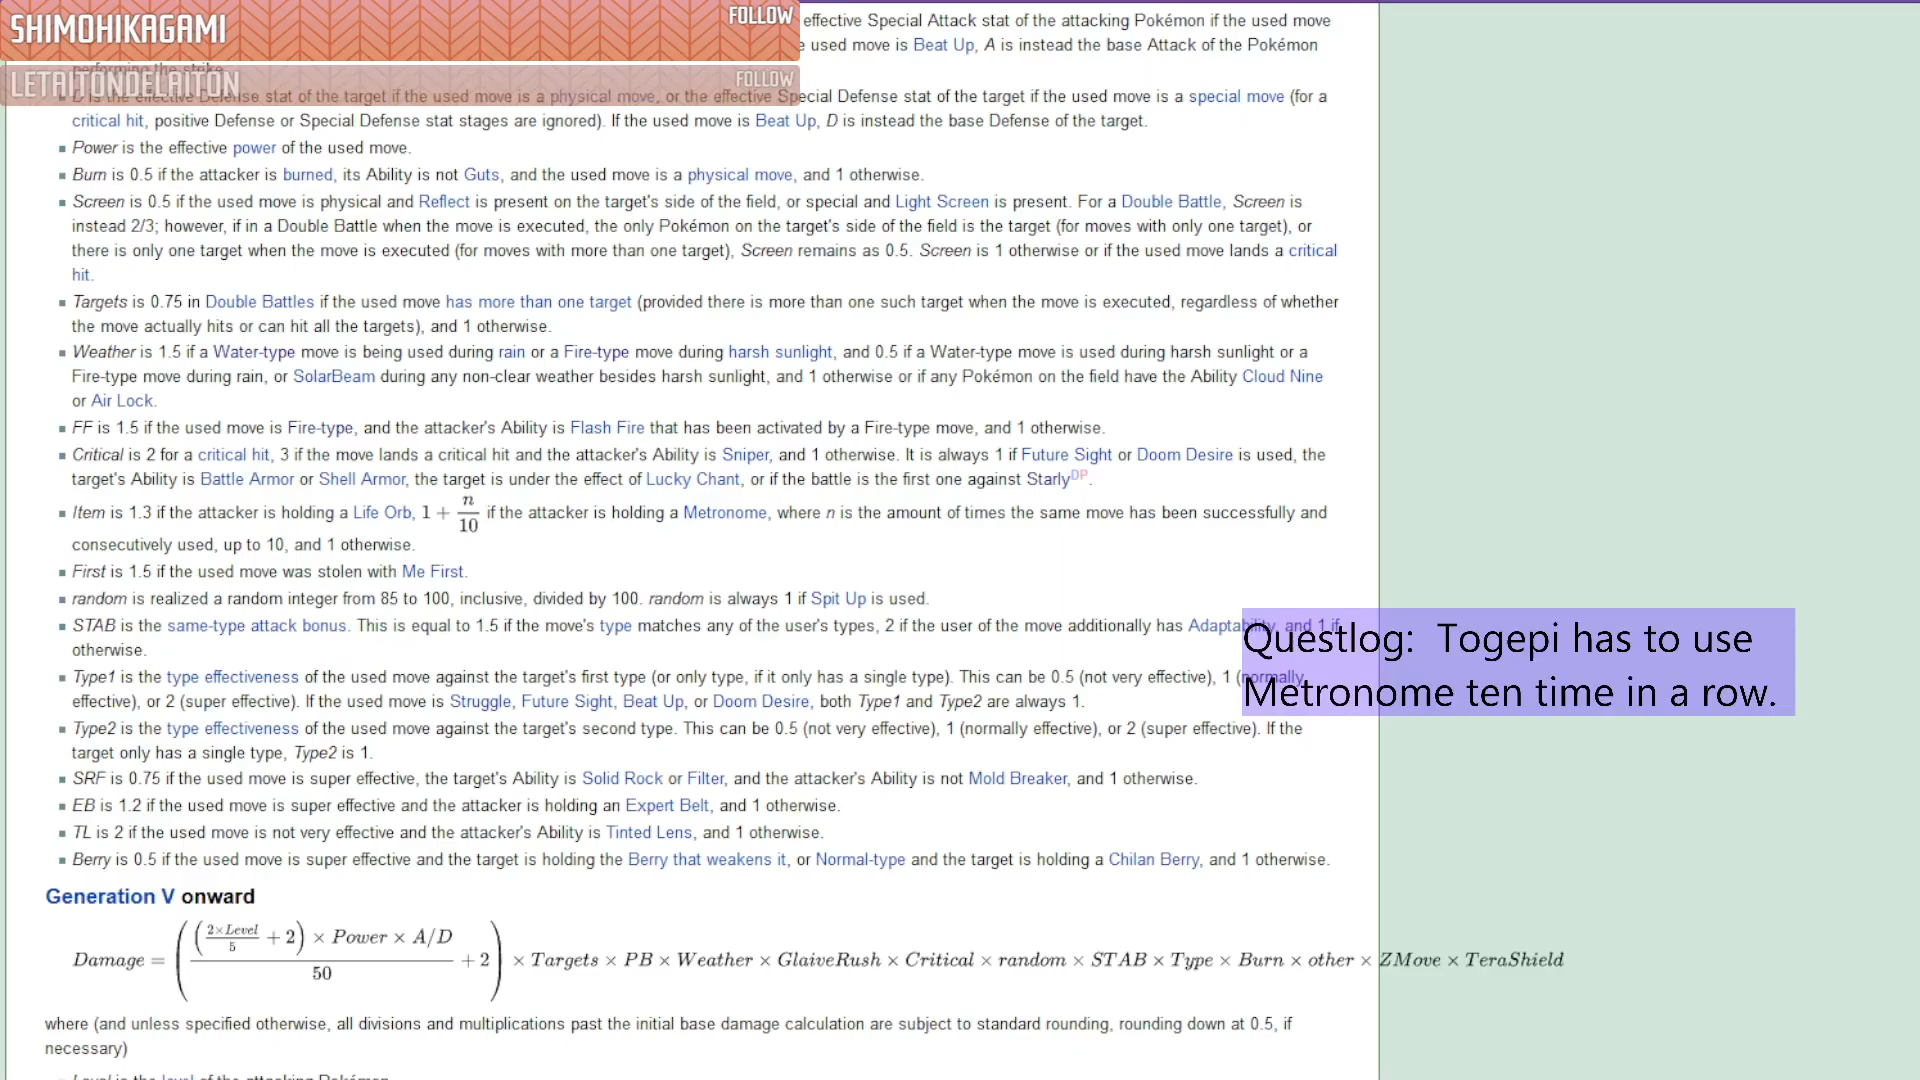 SHIMOHIKAGAMI
FOLLOW
effective Special Attack stat of the attacking Pokémon if the used move
e used move is Beat Up, A is instead the base Attack of the Pokémon
performing the strike.
LETAITONDELAITON
FOLLOW
D is the effective Defense stat of the target if the used move is a physical move, or the effective Special Defense stat of the target if the used move is a special move (for a
critical hit, positive Defense or Special Defense stat stages are ignored). If the used move is Beat Up, D is instead the base Defense of the target.
Power is the effective power of the used move.
Burn is 0.5 if the attacker is burned, its Ability is not Guts, and the used move is a physical move, and 1 otherwise.
Screen is 0.5 if the used move is physical and Reflect is present on the target's side of the field, or special and Light Screen is present. For a Double Battle, Screen is
instead 2/3; however, if in a Double Battle when the move is executed, the only Pokémon on the target's side of the field is the target (for moves with only one target), or
there is only one target when the move is executed (for moves with more than one target), Screen remains as 0.5. Screen is 1 otherwise or if the used move lands a critical
hit.
Targets is 0.75 in Double Battles if the used move has more than one target (provided there is more than one such target when the move is executed, regardless of whether
the move actually hits or can hit all the targets), and 1 otherwise.
Weather is 1.5 if a Water-type move is being used during rain or a Fire-type move during harsh sunlight, and 0.5 if a Water-type move is used during harsh sunlight or a
Fire-type move during rain, or SolarBeam during any non-clear weather besides harsh sunlight, and 1 otherwise or if any Pokémon on the field have the Ability Cloud Nine
or Air Lock.
FF is 1.5 if the used move is Fire-type, and the attacker's Ability is Flash Fire that has been activated by a Fire-type move, and 1 otherwise.
Critical is 2 for a critical hit, 3 if the move lands a critical hit and the attacker's Ability is Sniper, and 1 otherwise. It is always 1 if Future Sight or Doom Desire is used, the
target's Ability is Battle Armor or Shell Armor, the target is under the effect of Lucky Chant, or if the battle is the first one against Starly DP.
Item is 1.3 if the attacker is holding a Life Orb, 1 + n/10 if the attacker is holding a Metronome, where n is the amount of times the same move has been successfully and
consecutively used, up to 10, and 1 otherwise.
First is 1.5 if the used move was stolen with Me First.
random is realized a random integer from 85 to 100, inclusive, divided by 100. random is always 1 if Spit Up is used.
STAB is the same-type attack bonus. This is equal to 1.5 if the move's type matches any of the user's types, 2 if the user of the move additionally has Adaptability, and 1 if
otherwise.
Type1 is the type effectiveness of the used move against the target's first type (or only type, if it only has a single type). This can be 0.5 (not very effective), 1 (normally
effective), or 2 (super effective). If the used move is Struggle, Future Sight, Beat Up, or Doom Desire, both Type1 and Type2 are always 1.
Questlog: Togepi has to use
Metronome ten time in a row.
Type2 is the type effectiveness of the used move against the target's second type. This can be 0.5 (not very effective), 1 (normally effective), or 2 (super effective). If the
target only has a single type, Type2 is 1.
SRF is 0.75 if the used move is super effective, the target's Ability is Solid Rock or Filter, and the attacker's Ability is not Mold Breaker, and 1 otherwise.
EB is 1.2 if the used move is super effective and the attacker is holding an Expert Belt, and 1 otherwise.
TL is 2 if the used move is not very effective and the attacker's Ability is Tinted Lens, and 1 otherwise.
Berry is 0.5 if the used move is super effective and the target is holding the Berry that weakens it, or Normal-type and the target is holding a Chilan Berry, and 1 otherwise.
Generation V onward
Damage = (((2×Level/5 + 2) × Power × A/D)/50 + 2) × Targets × PB × Weather × GlaiveRush × Critical × random × STAB × Type × Burn × other × ZMove × TeraShield
where (and unless specified otherwise, all divisions and multiplications past the initial base damage calculation are subject to standard rounding, rounding down at 0.5, if
necessary)
Level is the level of the attacking Pokémon